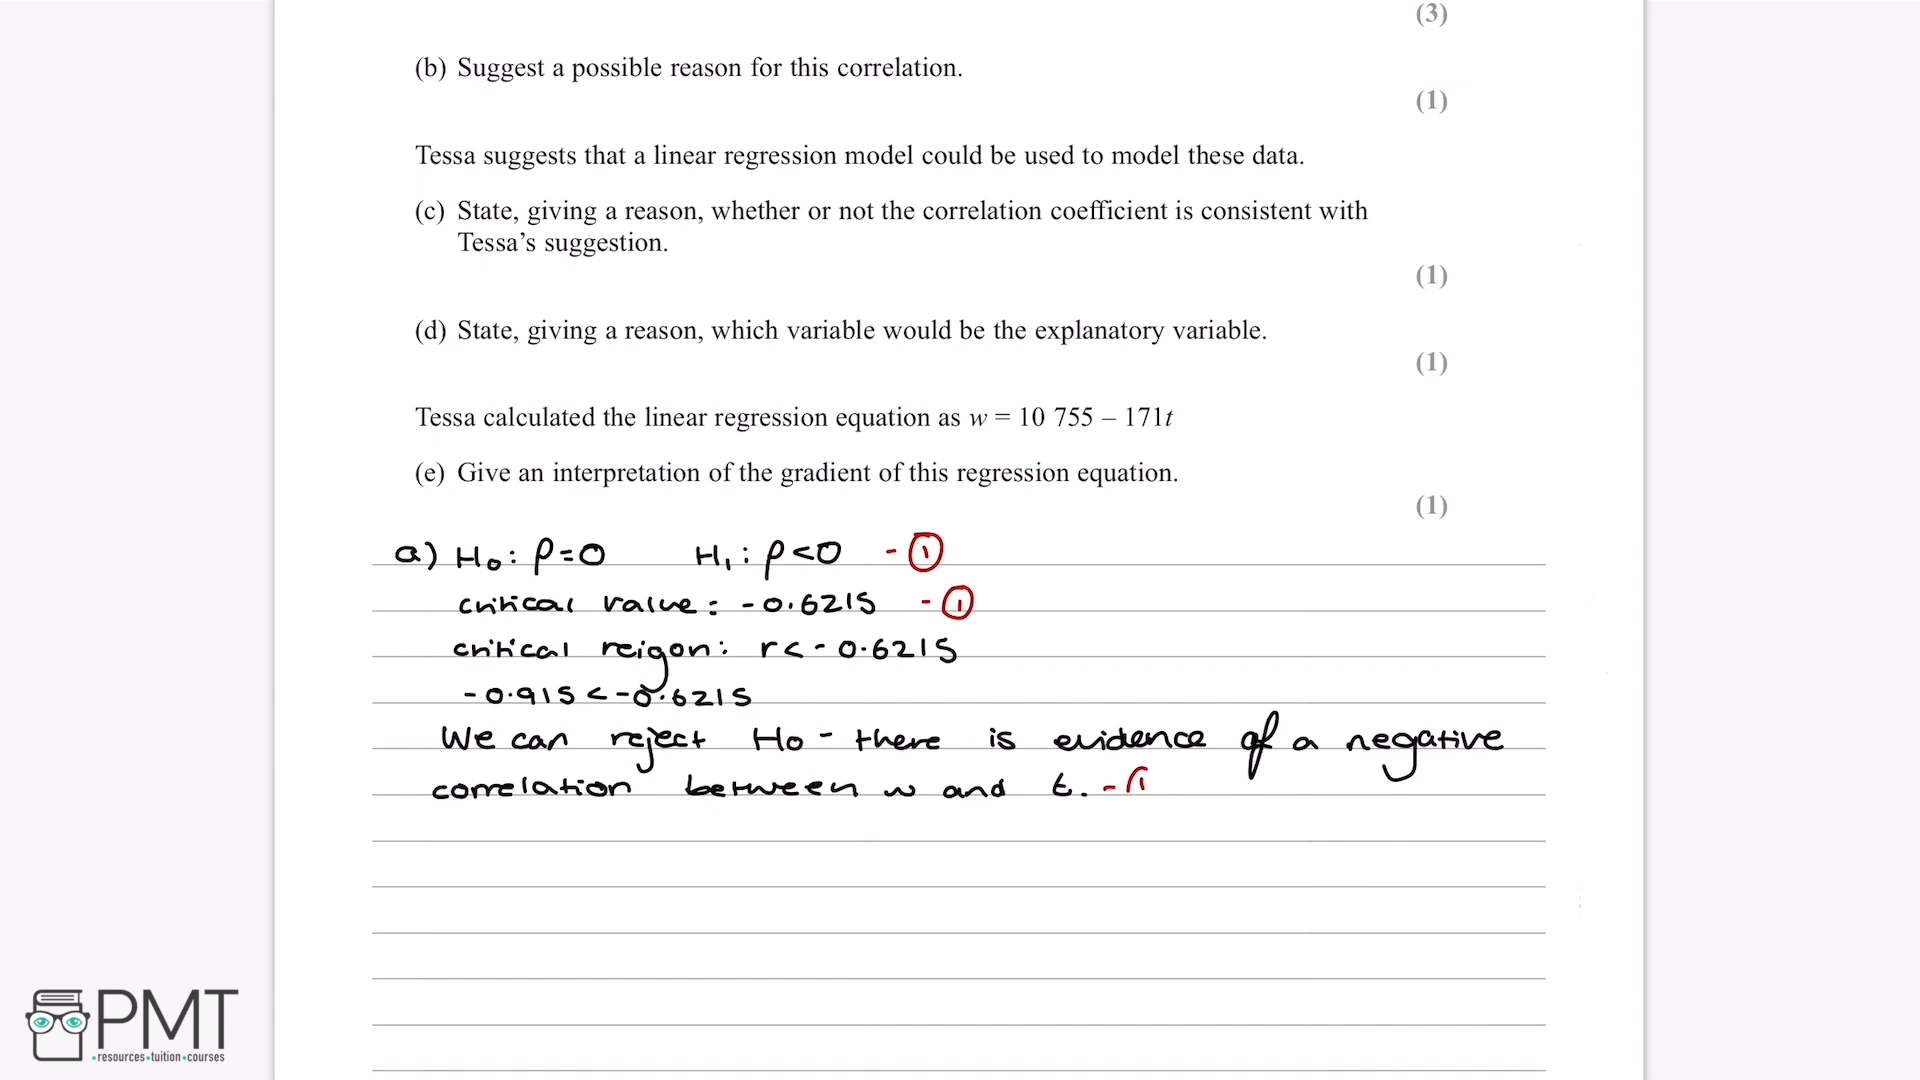 (3)
(b) Suggest a possible reason for this correlation.
(1)
Tessa suggests that a linear regression model could be used to model these data.
(c) State, giving a reason, whether or not the correlation coefficient is consistent with
Tessa’s suggestion.
(1)
(d) State, giving a reason, which variable would be the explanatory variable.
(1)
Tessa calculated the linear regression equation as w = 10 755 – 171t
(e) Give an interpretation of the gradient of this regression equation.
(1)
a) H₀: ρ=0 H₁: ρ<0 - ①
critical value: -0.6215 - ①
critical reigon: r< -0.6215
-0.915 < -0.6215
We can reject H₀ - there is evidence of a negative
correlation between w and t. - (1
PMT
•resources•tuition•courses